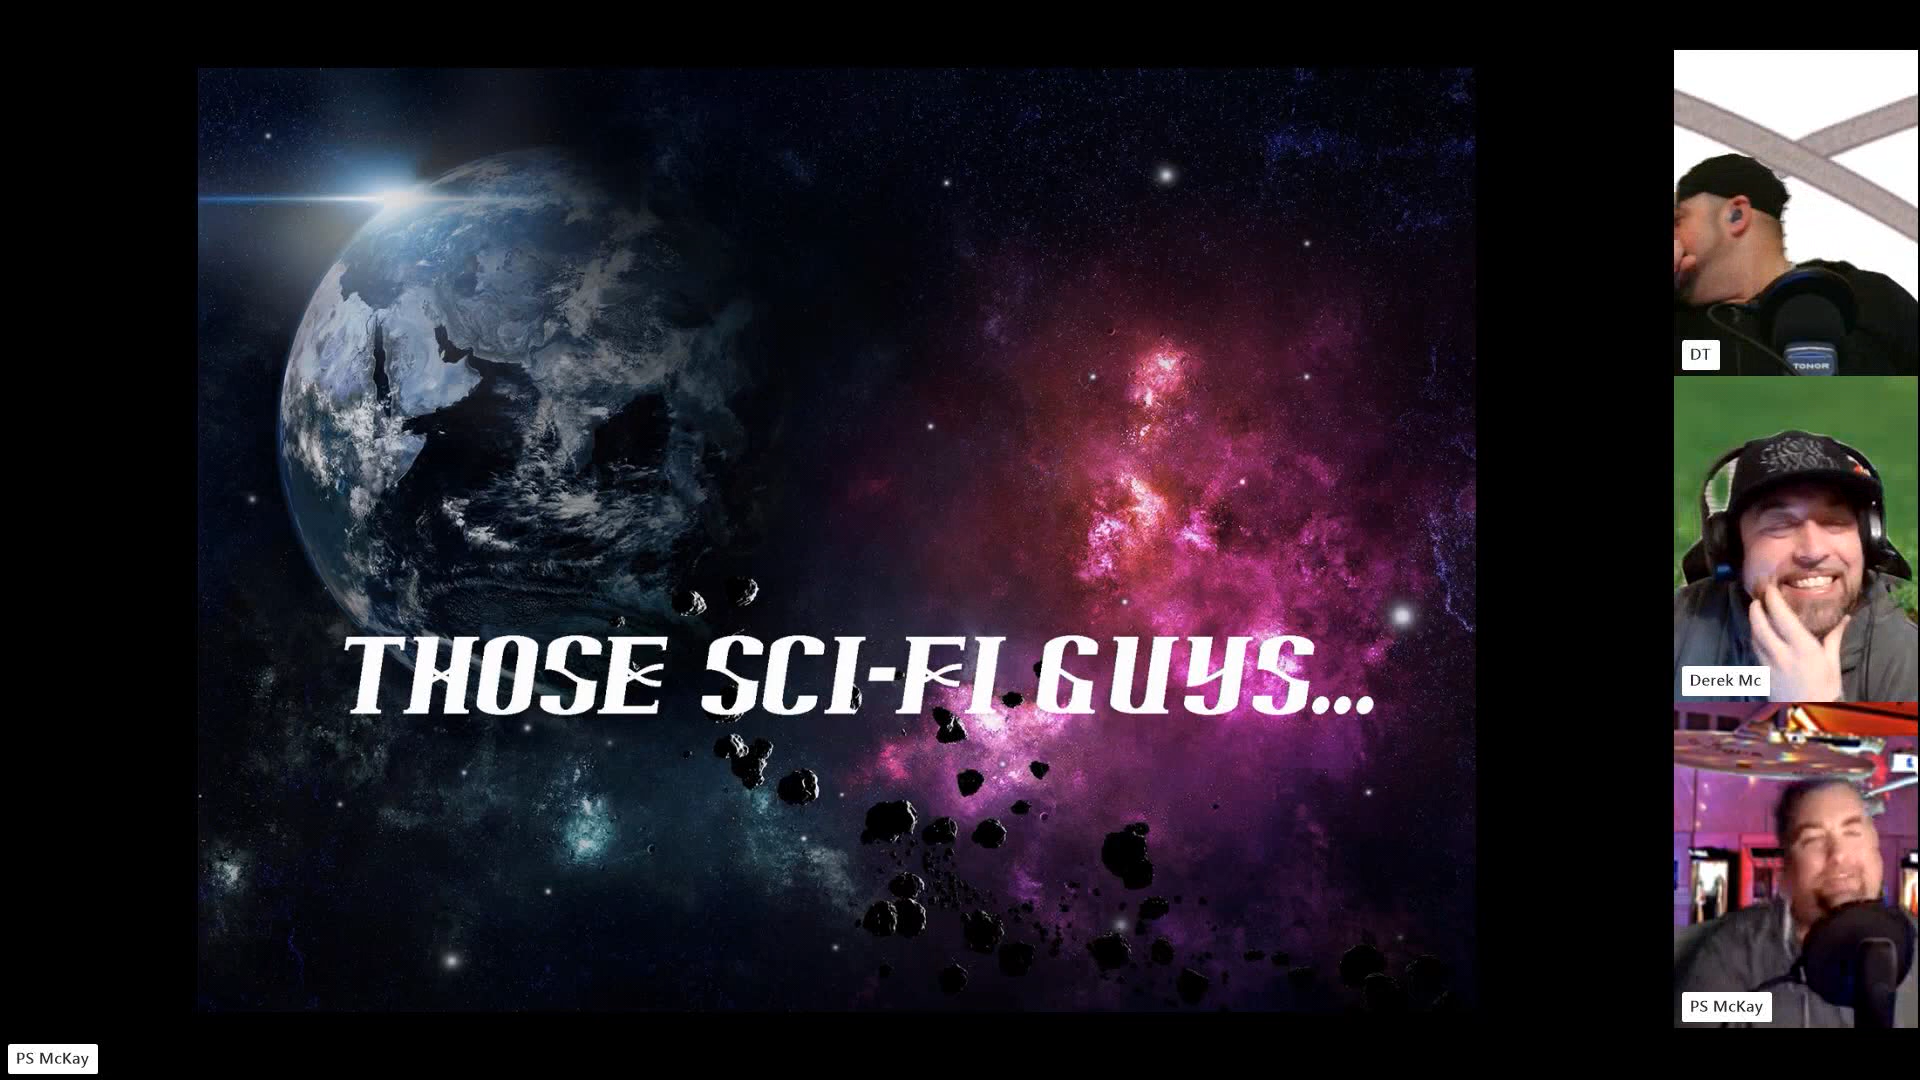 THOSE SCI-FI GUYS...
TONOR
DT
Derek Mc
PS McKay
PS McKay